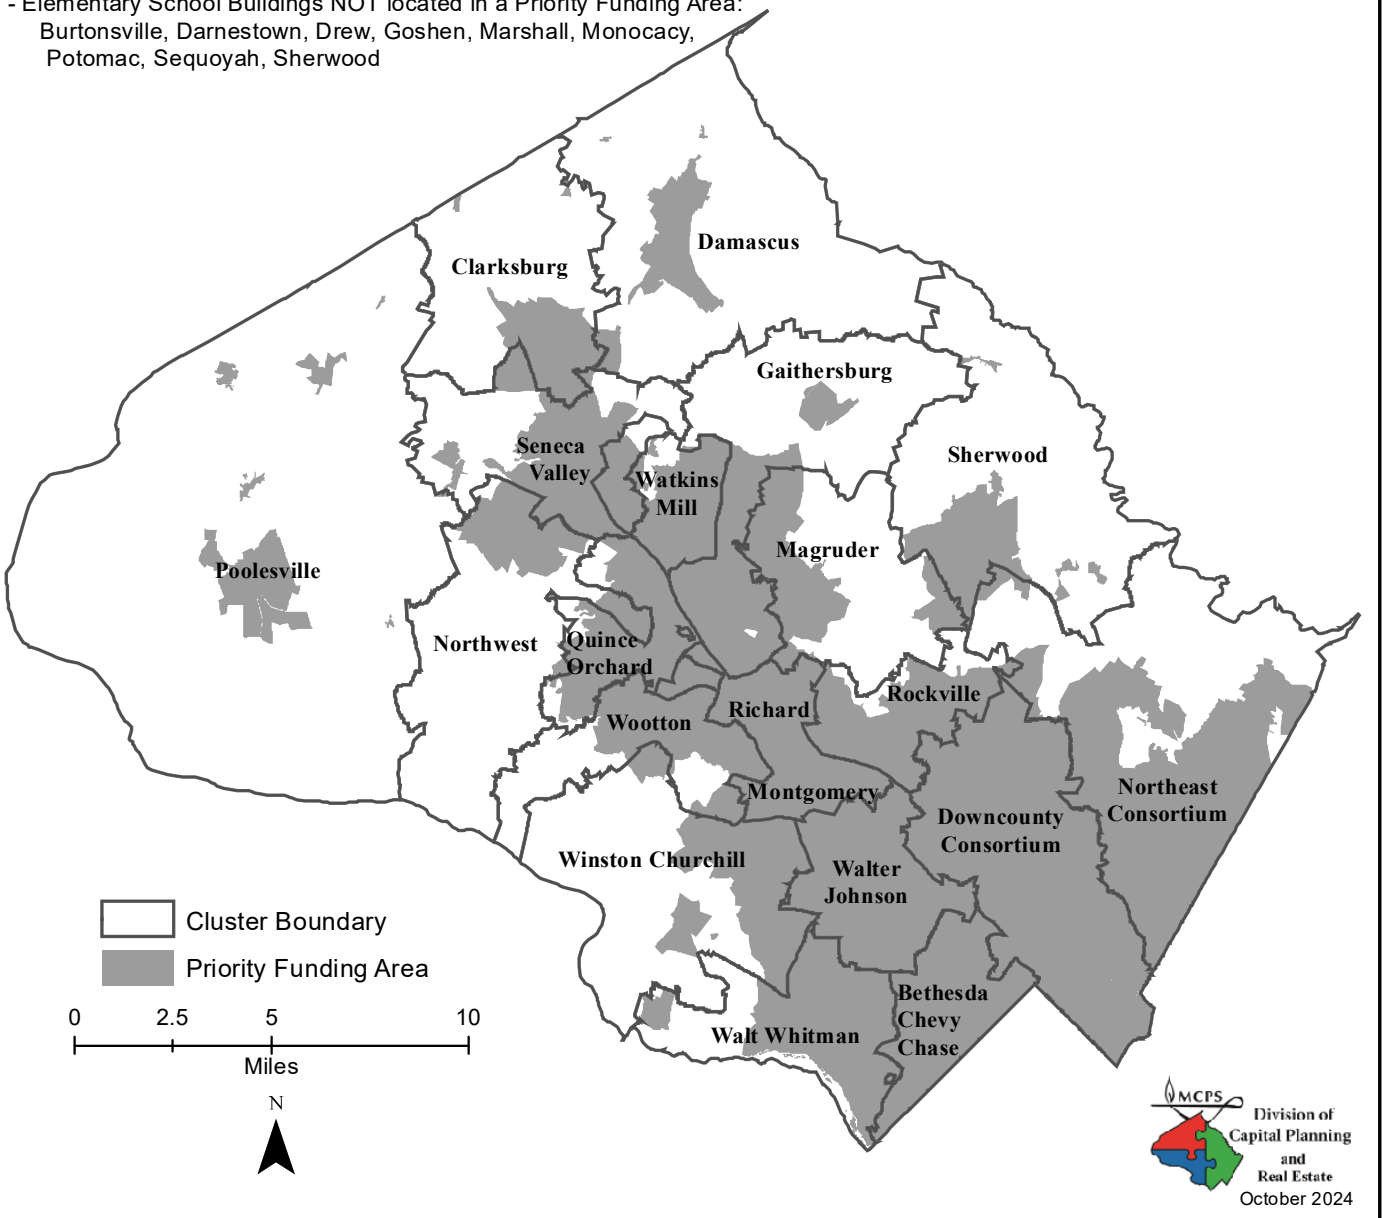 - Elementary School Buildings NOT located in a Priority Funding Area:
Burtonsville, Darnestown, Drew, Goshen, Marshall, Monocacy,
Potomac, Sequoyah, Sherwood
Damascus
Clarksburg
Gaithersburg
Seneca
Valley
Watkins
Mill
Sherwood
Magruder
Poolesville
Northwest
Quince
Orchard
Rockville
Richard
Montgomery
Wootton
Northeast
Consortium
Downcounty
Consortium
Winston Churchill
Walter
Johnson
Bethesda
Chevy
Chase
Walt Whitman
Cluster Boundary
Priority Funding Area
0 2.5 5 10
Miles
N
MCPS
Division of
Capital Planning
and
Real Estate
October 2024